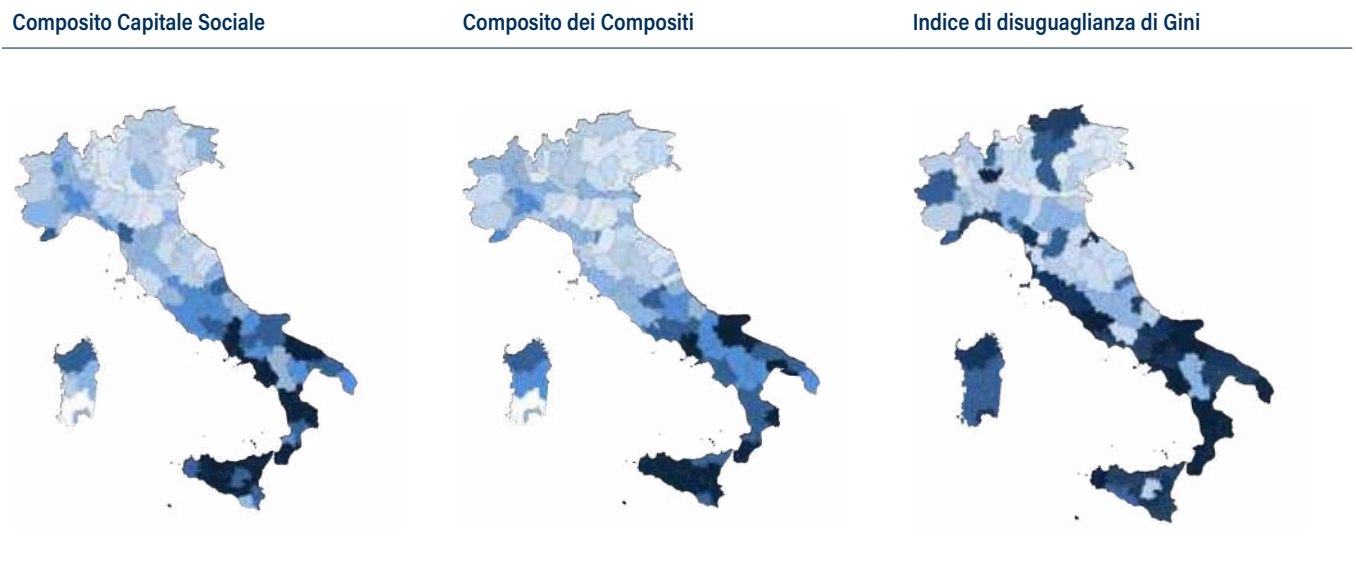 Composito Capitale Sociale
Composito dei Compositi
Indice di disuguaglianza di Gini